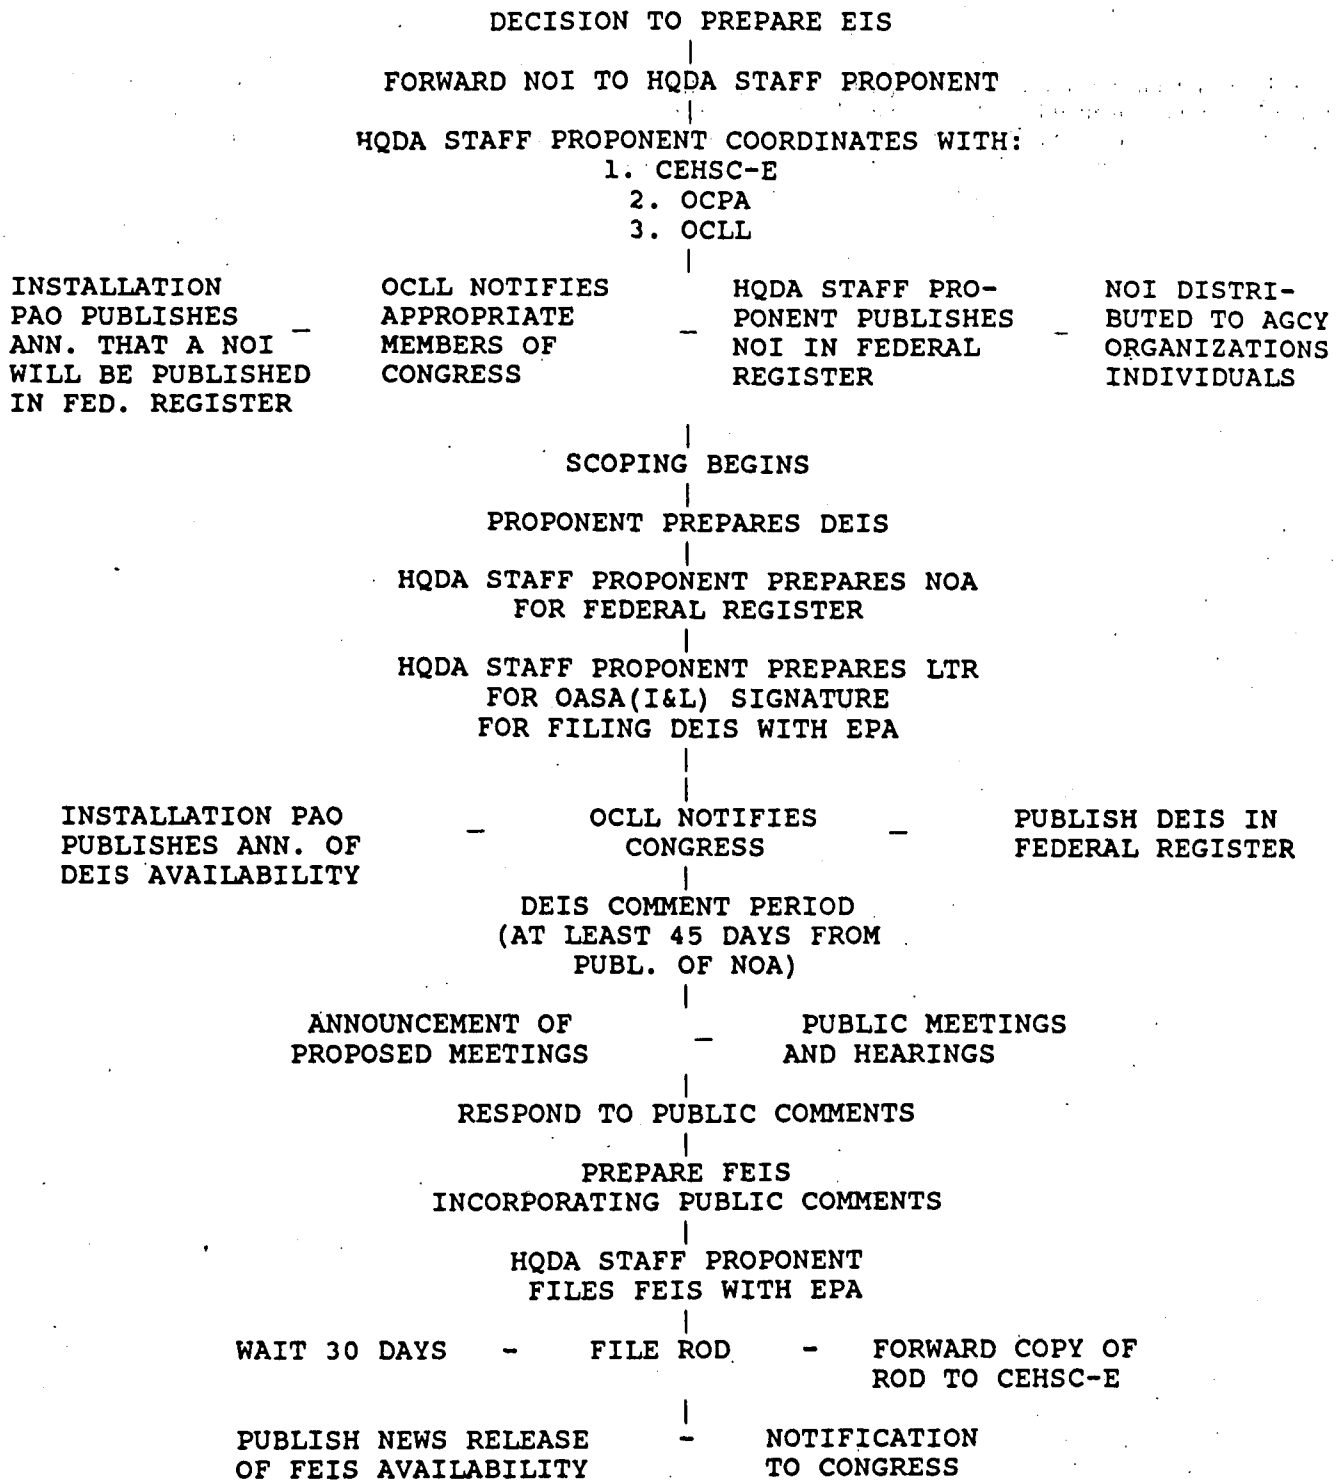 DECISION TO PREPARE EIS
FORWARD NOI TO HQDA STAFF PROPONENT
HQDA STAFF PROPONENT COORDINATES WITH:
1. CEHSC-E
2. OCPA
3. OCLL
INSTALLATION
PAO PUBLISHES
ANN. THAT A NOI
WILL BE PUBLISHED
IN FED. REGISTER
OCLL NOTIFIES
APPROPRIATE
MEMBERS OF
CONGRESS
HQDA STAFF PRO-
PONENT PUBLISHES
NOI IN FEDERAL
REGISTER
NOI DISTRI-
BUTED TO AGCY
ORGANIZATIONS
INDIVIDUALS
SCOPING BEGINS
PROPONENT PREPARES DEIS
HQDA STAFF PROPONENT PREPARES NOA
FOR FEDERAL REGISTER
HQDA STAFF PROPONENT PREPARES LTR
FOR OASA(I&L) SIGNATURE
FOR FILING DEIS WITH EPA
INSTALLATION PAO
PUBLISHES ANN. OF
DEIS AVAILABILITY
OCLL NOTIFIES
CONGRESS
PUBLISH DEIS IN
FEDERAL REGISTER
DEIS COMMENT PERIOD
(AT LEAST 45 DAYS FROM
PUBL. OF NOA)
ANNOUNCEMENT OF
PROPOSED MEETINGS
PUBLIC MEETINGS
AND HEARINGS
RESPOND TO PUBLIC COMMENTS
PREPARE FEIS
INCORPORATING PUBLIC COMMENTS
HQDA STAFF PROPONENT
FILES FEIS WITH EPA
WAIT 30 DAYS - FILE ROD - FORWARD COPY OF
ROD TO CEHSC-E
PUBLISH NEWS RELEASE
OF FEIS AVAILABILITY
NOTIFICATION
TO CONGRESS